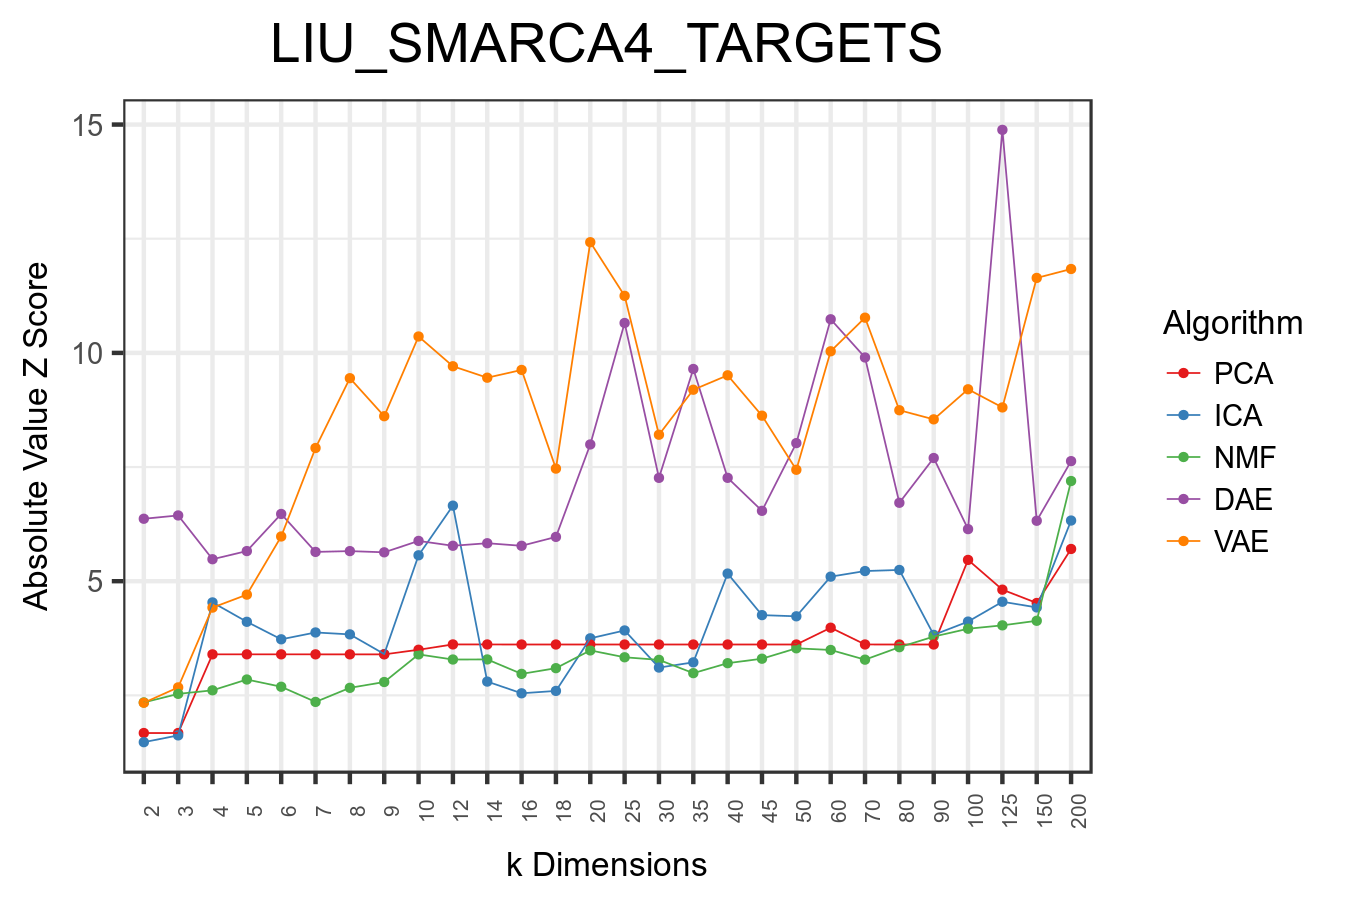 LIU_SMARCA4_TARGETS
Absolute Value Z Score
15
10
5
2 3 4 5 6 7 8 9 10 12 14 16 18 20 25 30 35 40 45 50 60 70 80 90 100 125 150 200
k Dimensions
Algorithm
PCA
ICA
NMF
DAE
VAE